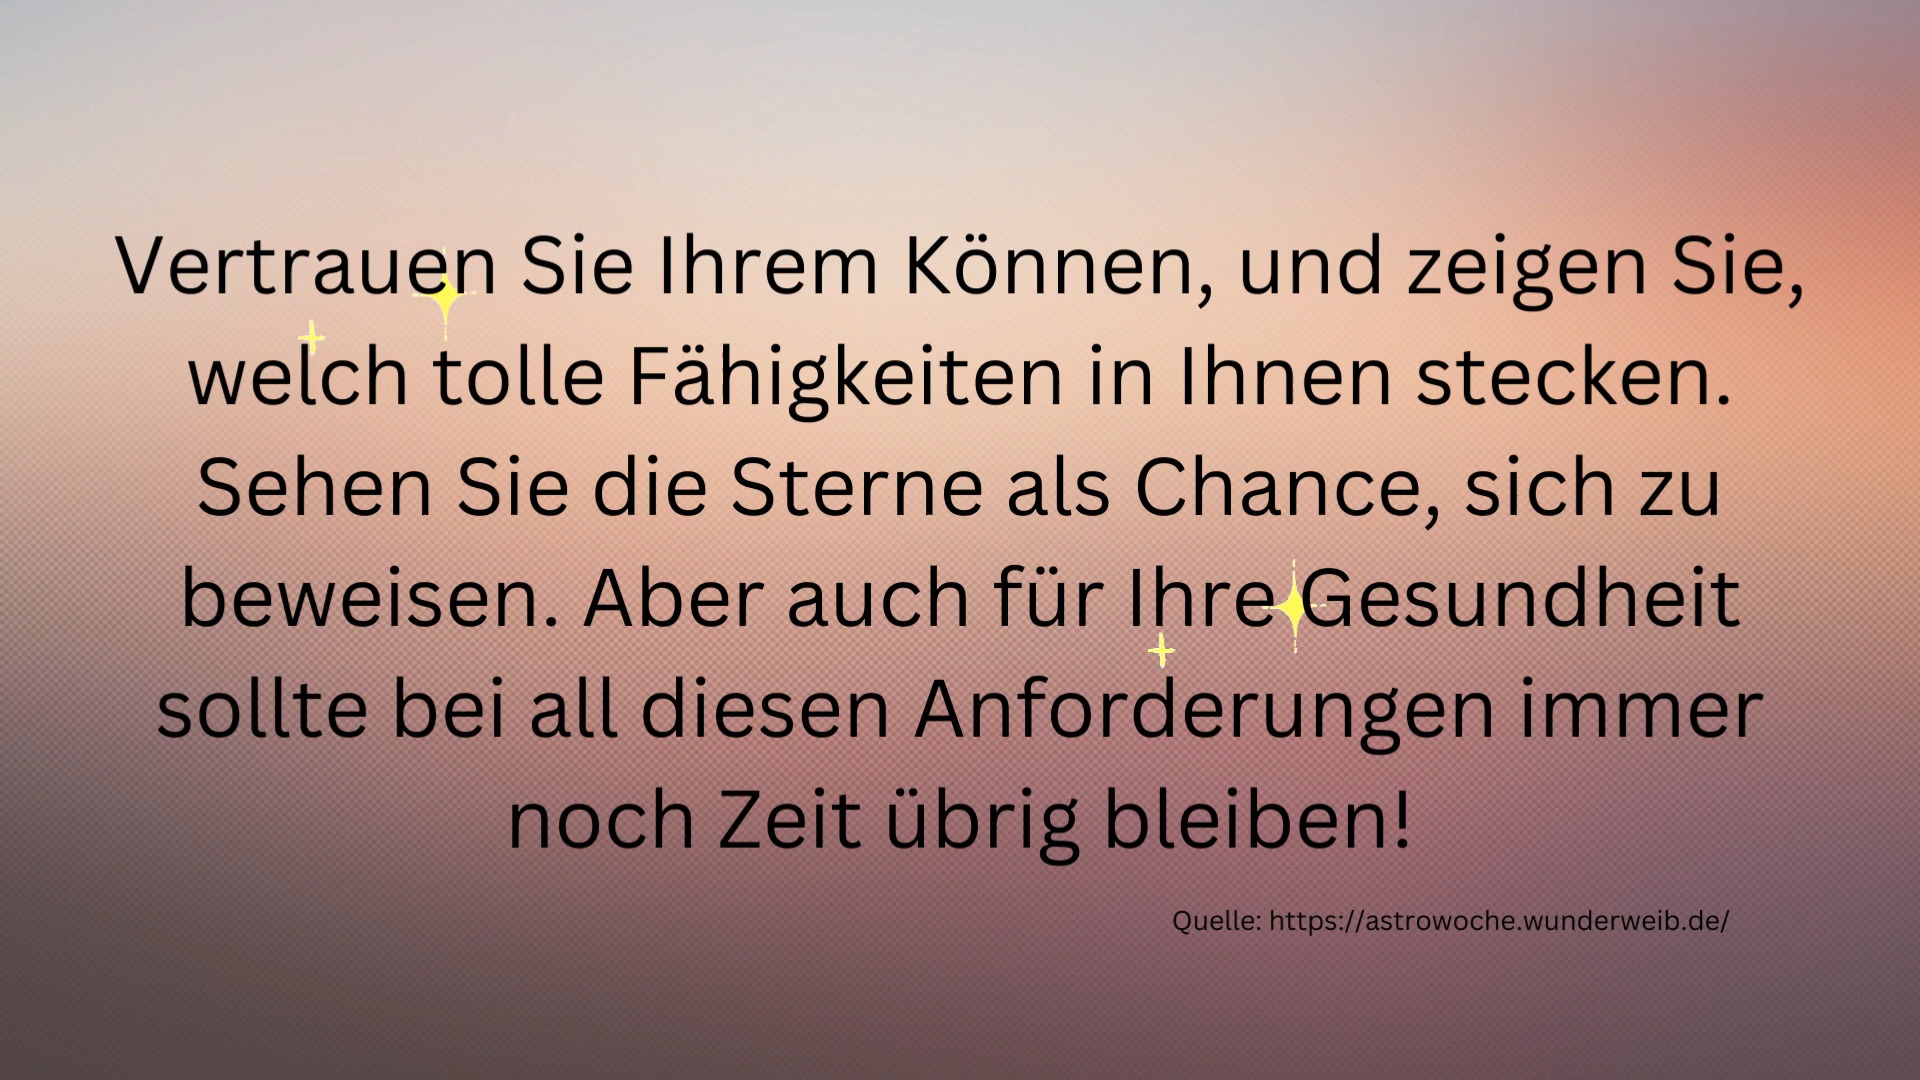 Vertrauen Sie Ihrem Können, und zeigen Sie,
welch tolle Fähigkeiten in Ihnen stecken.
Sehen Sie die Sterne als Chance, sich zu
beweisen. Aber auch für Ihre Gesundheit
sollte bei all diesen Anforderungen immer
noch Zeit übrig bleiben!
Quelle: https://astrowoche.wunderweib.de/